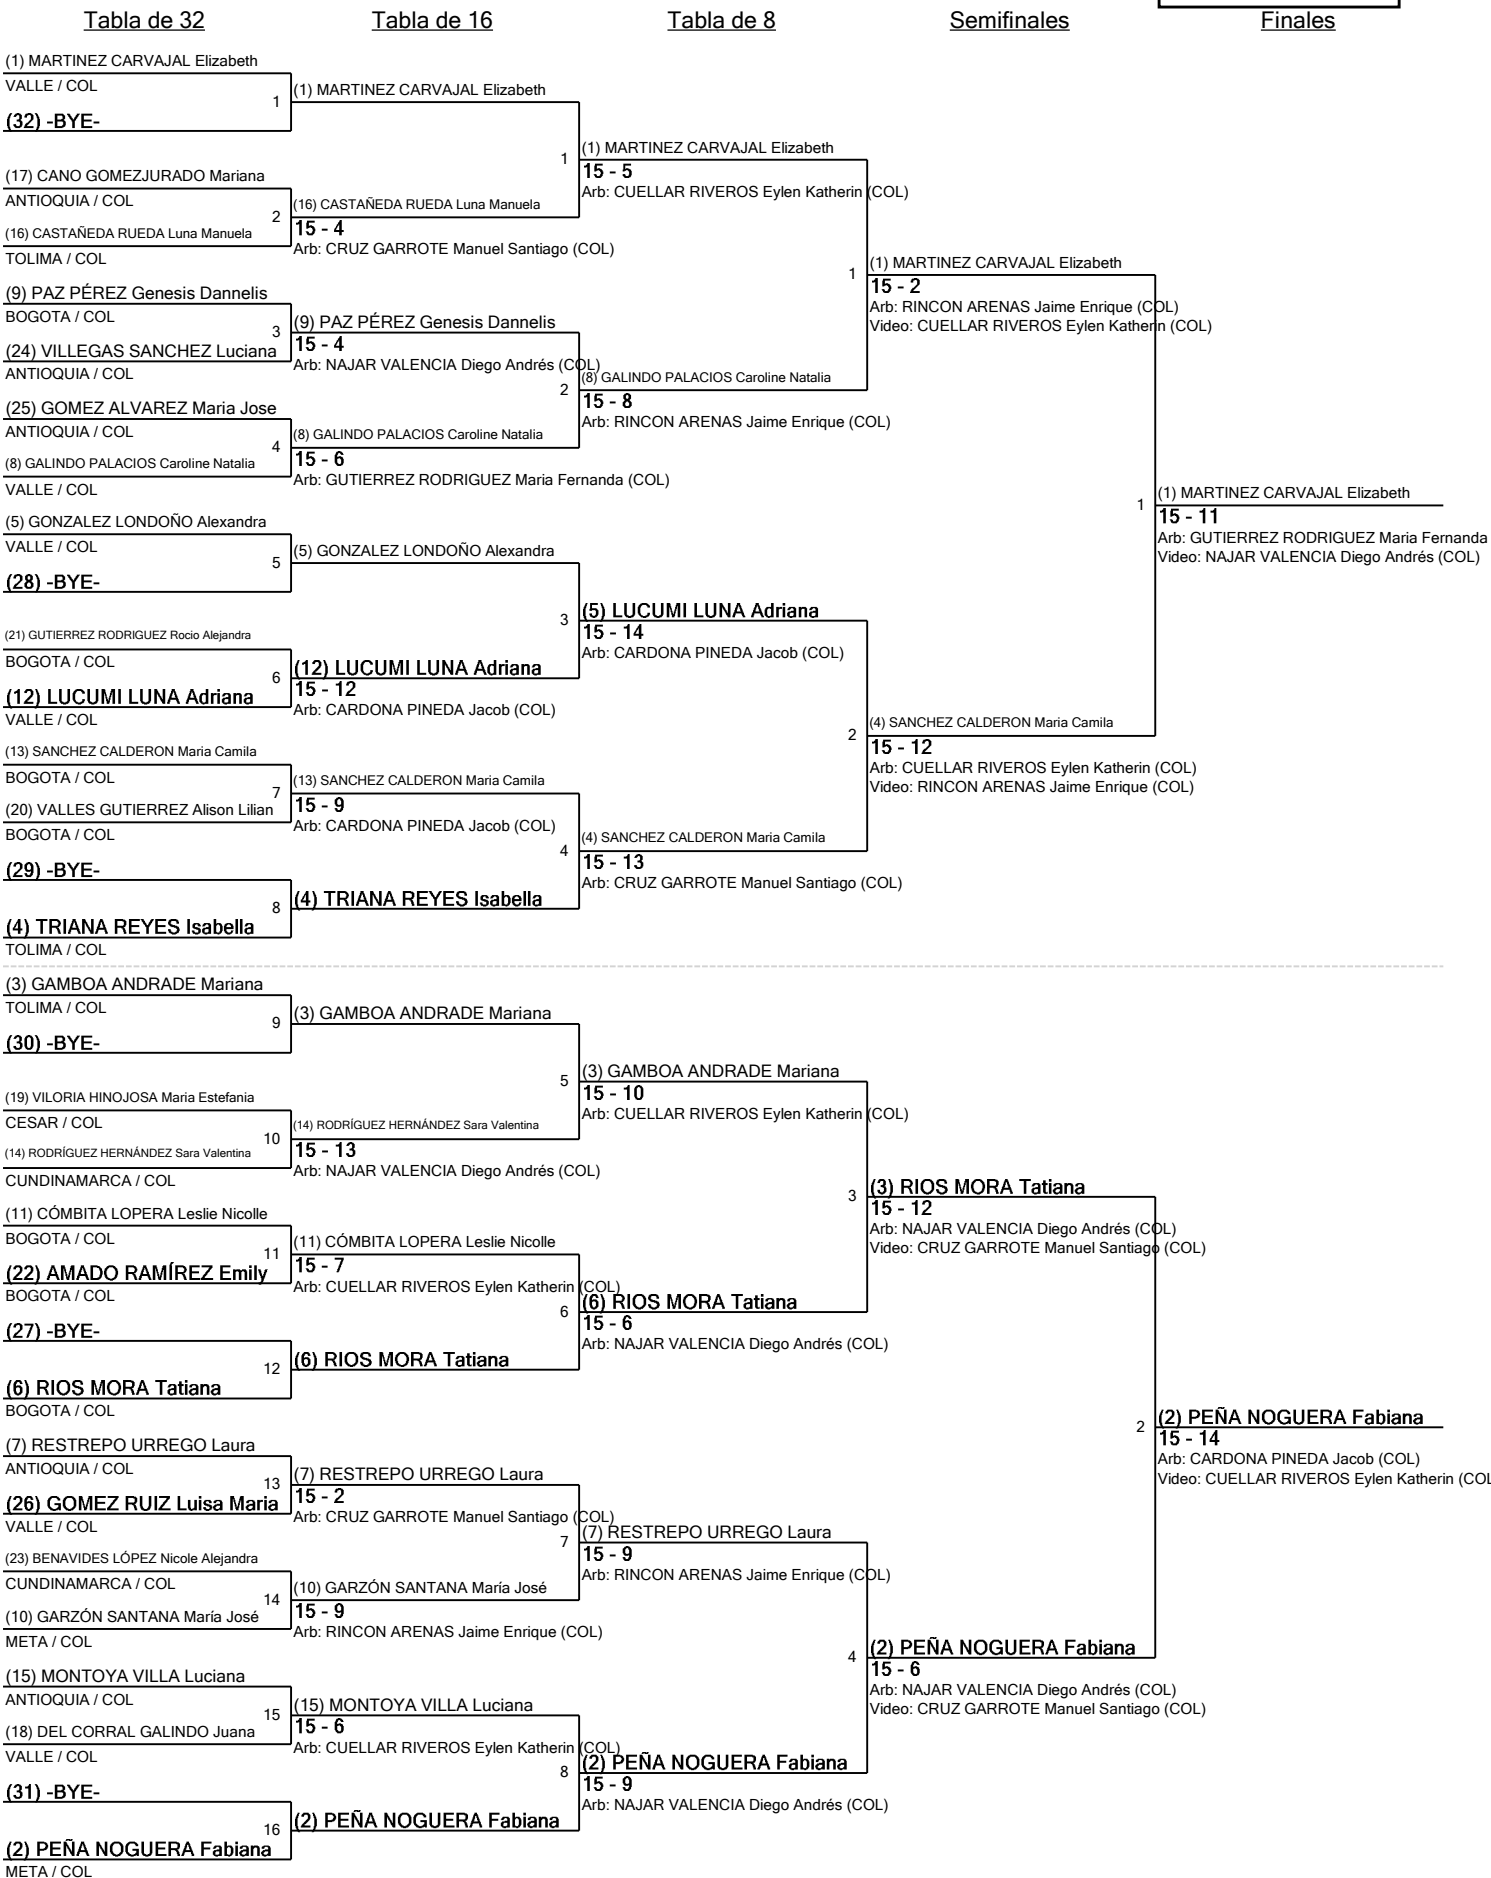 Tabla de 32
Tabla de 16
Tabla de 8
Semifinales
Finales
(1) MARTINEZ CARVAJAL Elizabeth
VALLE / COL
1
(32) -BYE-
(17) CANO GOMEZJURADO Mariana
ANTIOQUIA / COL
2
(16) CASTAÑEDA RUEDA Luna Manuela
TOLIMA / COL
(9) PAZ PÉREZ Genesis Dannelis
BOGOTA / COL
3
(24) VILLEGAS SANCHEZ Luciana
ANTIOQUIA / COL
(25) GOMEZ ALVAREZ Maria Jose
ANTIOQUIA / COL
4
(8) GALINDO PALACIOS Caroline Natalia
VALLE / COL
(5) GONZALEZ LONDOÑO Alexandra
VALLE / COL
5
(28) -BYE-
(21) GUTIERREZ RODRIGUEZ Rocio Alejandra
BOGOTA / COL
6
(12) LUCUMI LUNA Adriana
VALLE / COL
(13) SANCHEZ CALDERON Maria Camila
BOGOTA / COL
7
(20) VALLES GUTIERREZ Alison Lilian
BOGOTA / COL
(29) -BYE-
8
(4) TRIANA REYES Isabella
TOLIMA / COL
(3) GAMBOA ANDRADE Mariana
TOLIMA / COL
9
(30) -BYE-
(19) VILORIA HINOJOSA Maria Estefania
CESAR / COL
10
(14) RODRÍGUEZ HERNÁNDEZ Sara Valentina
CUNDINAMARCA / COL
(11) CÓMBITA LOPERA Leslie Nicolle
BOGOTA / COL
11
(22) AMADO RAMÍREZ Emily
BOGOTA / COL
(27) -BYE-
12
(6) RIOS MORA Tatiana
BOGOTA / COL
(7) RESTREPO URREGO Laura
ANTIOQUIA / COL
13
(26) GOMEZ RUIZ Luisa Maria
VALLE / COL
(23) BENAVIDES LÓPEZ Nicole Alejandra
CUNDINAMARCA / COL
14
(10) GARZÓN SANTANA María José
META / COL
(15) MONTOYA VILLA Luciana
ANTIOQUIA / COL
15
(18) DEL CORRAL GALINDO Juana
VALLE / COL
(31) -BYE-
16
(2) PEÑA NOGUERA Fabiana
META / COL
(1) MARTINEZ CARVAJAL Elizabeth
1
(16) CASTAÑEDA RUEDA Luna Manuela
15 - 4
Arb: CRUZ GARROTE Manuel Santiago (COL)
(9) PAZ PÉREZ Genesis Dannelis
15 - 4
Arb: NAJAR VALENCIA Diego Andrés (COL)
2
(8) GALINDO PALACIOS Caroline Natalia
15 - 6
Arb: GUTIERREZ RODRIGUEZ Maria Fernanda (COL)
(5) GONZALEZ LONDOÑO Alexandra
3
(12) LUCUMI LUNA Adriana
15 - 12
Arb: CARDONA PINEDA Jacob (COL)
(13) SANCHEZ CALDERON Maria Camila
15 - 9
Arb: CARDONA PINEDA Jacob (COL)
4
(4) TRIANA REYES Isabella
(3) GAMBOA ANDRADE Mariana
5
(14) RODRÍGUEZ HERNÁNDEZ Sara Valentina
15 - 13
Arb: NAJAR VALENCIA Diego Andrés (COL)
(11) CÓMBITA LOPERA Leslie Nicolle
15 - 7
Arb: CUELLAR RIVEROS Eylen Katherin (COL)
6
(6) RIOS MORA Tatiana
(7) RESTREPO URREGO Laura
15 - 2
Arb: CRUZ GARROTE Manuel Santiago (COL)
7
(10) GARZÓN SANTANA María José
15 - 9
Arb: RINCON ARENAS Jaime Enrique (COL)
(15) MONTOYA VILLA Luciana
15 - 6
Arb: CUELLAR RIVEROS Eylen Katherin (COL)
8
(2) PEÑA NOGUERA Fabiana
(1) MARTINEZ CARVAJAL Elizabeth
15 - 5
Arb: CUELLAR RIVEROS Eylen Katherin (COL)
1
(8) GALINDO PALACIOS Caroline Natalia
15 - 8
Arb: RINCON ARENAS Jaime Enrique (COL)
(5) LUCUMI LUNA Adriana
15 - 14
Arb: CARDONA PINEDA Jacob (COL)
2
(4) SANCHEZ CALDERON Maria Camila
15 - 13
Arb: CRUZ GARROTE Manuel Santiago (COL)
(3) GAMBOA ANDRADE Mariana
15 - 10
Arb: CUELLAR RIVEROS Eylen Katherin (COL)
3
(6) RIOS MORA Tatiana
15 - 6
Arb: NAJAR VALENCIA Diego Andrés (COL)
(7) RESTREPO URREGO Laura
15 - 9
Arb: RINCON ARENAS Jaime Enrique (COL)
4
(2) PEÑA NOGUERA Fabiana
15 - 9
Arb: NAJAR VALENCIA Diego Andrés (COL)
(1) MARTINEZ CARVAJAL Elizabeth
15 - 2
Arb: RINCON ARENAS Jaime Enrique (COL)
Video: CUELLAR RIVEROS Eylen Katherin (COL)
1
(4) SANCHEZ CALDERON Maria Camila
15 - 12
Arb: CUELLAR RIVEROS Eylen Katherin (COL)
Video: RINCON ARENAS Jaime Enrique (COL)
(3) RIOS MORA Tatiana
15 - 12
Arb: NAJAR VALENCIA Diego Andrés (COL)
Video: CRUZ GARROTE Manuel Santiago (COL)
2
(2) PEÑA NOGUERA Fabiana
15 - 6
Arb: NAJAR VALENCIA Diego Andrés (COL)
Video: CRUZ GARROTE Manuel Santiago (COL)
(1) MARTINEZ CARVAJAL Elizabeth
15 - 11
Arb: GUTIERREZ RODRIGUEZ Maria Fernanda
Video: NAJAR VALENCIA Diego Andrés (COL)
(2) PEÑA NOGUERA Fabiana
15 - 14
Arb: CARDONA PINEDA Jacob (COL)
Video: CUELLAR RIVEROS Eylen Katherin (COL